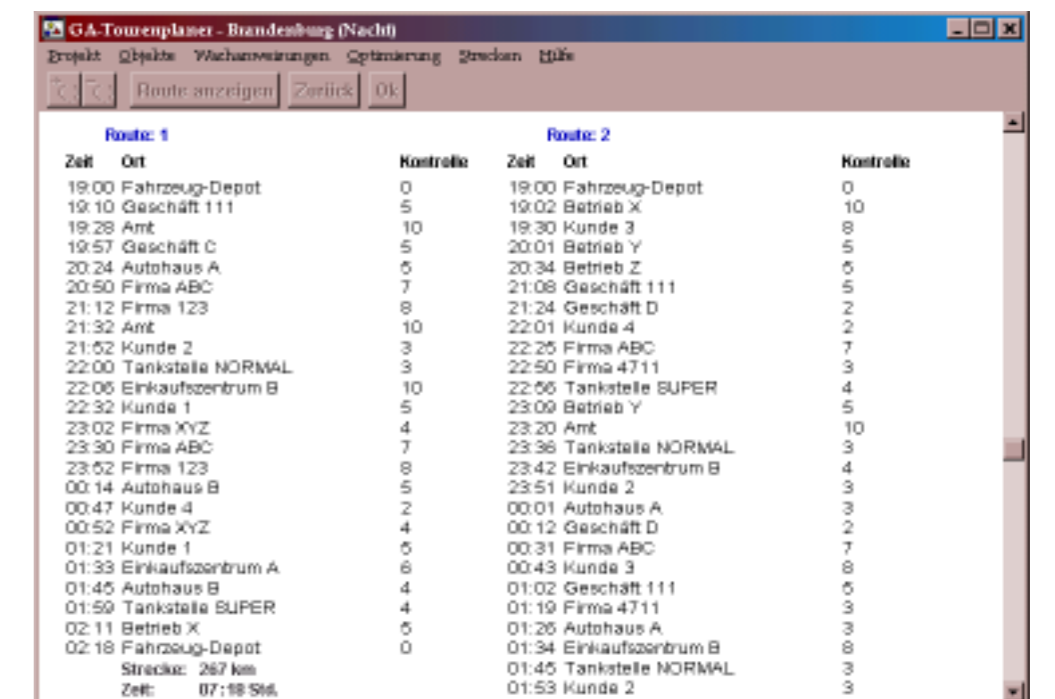 GA-Tourenplaner - Brandenburg (Nacht)
Projekt Objekte Wachanweisungen Optimierung Strecken Hilfe
Route anzeigen Zurück Ok
Route: 1
Zeit Ort Kontrolle
19:00 Fahrzeug-Depot 0
19:10 Geschäft 111 5
19:28 Amt 10
19:57 Geschäft C 5
20:24 Autohaus A 5
20:50 Firma ABC 7
21:12 Firma 123 8
21:32 Amt 10
21:52 Kunde 2 3
22:00 Tankstelle NORMAL 3
22:06 Einkaufszentrum B 10
22:32 Kunde 1 5
23:02 Firma XYZ 4
23:30 Firma ABC 7
23:52 Firma 123 8
00:14 Autohaus B 5
00:47 Kunde 4 2
00:52 Firma XYZ 4
01:21 Kunde 1 5
01:33 Einkaufszentrum A 6
01:45 Autohaus B 4
01:59 Tankstelle SUPER 4
02:11 Betrieb X 5
02:18 Fahrzeug-Depot 0
Strecke: 267 km
Zeit: 07:18 Std.
Route: 2
Zeit Ort Kontrolle
19:00 Fahrzeug-Depot 0
19:02 Betrieb X 10
19:30 Kunde 3 8
20:01 Betrieb Y 5
20:34 Betrieb Z 5
21:08 Geschäft 111 5
21:24 Geschäft D 2
22:01 Kunde 4 2
22:25 Firma ABC 7
22:50 Firma 4711 3
22:56 Tankstelle SUPER 4
23:09 Betrieb Y 5
23:20 Amt 10
23:36 Tankstelle NORMAL 3
23:42 Einkaufszentrum B 4
23:51 Kunde 2 3
00:01 Autohaus A 3
00:12 Geschäft D 2
00:31 Firma ABC 7
00:43 Kunde 3 8
01:02 Geschäft 111 5
01:19 Firma 4711 3
01:26 Autohaus A 3
01:34 Einkaufszentrum B 8
01:45 Tankstelle NORMAL 3
01:53 Kunde 2 3